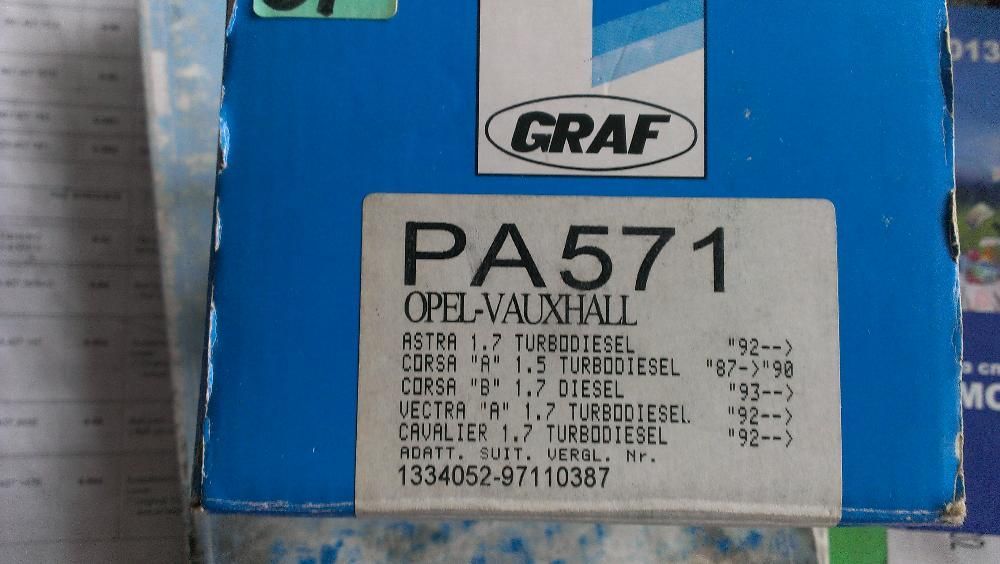 GRAF
PA571
OPEL-VAUXHALL
ASTRA 1.7 TURBODIESEL "92-->
CORSA "A" 1.5 TURBODIESEL "87->"90
CORSA "B" 1.7 DIESEL "93-->
VECTRA "A" 1.7 TURBODIESEL "92-->
CAVALIER 1.7 TURBODIESEL "92-->
ADATT. SUIT. VERGL. Nr.
1334052-97110387
013